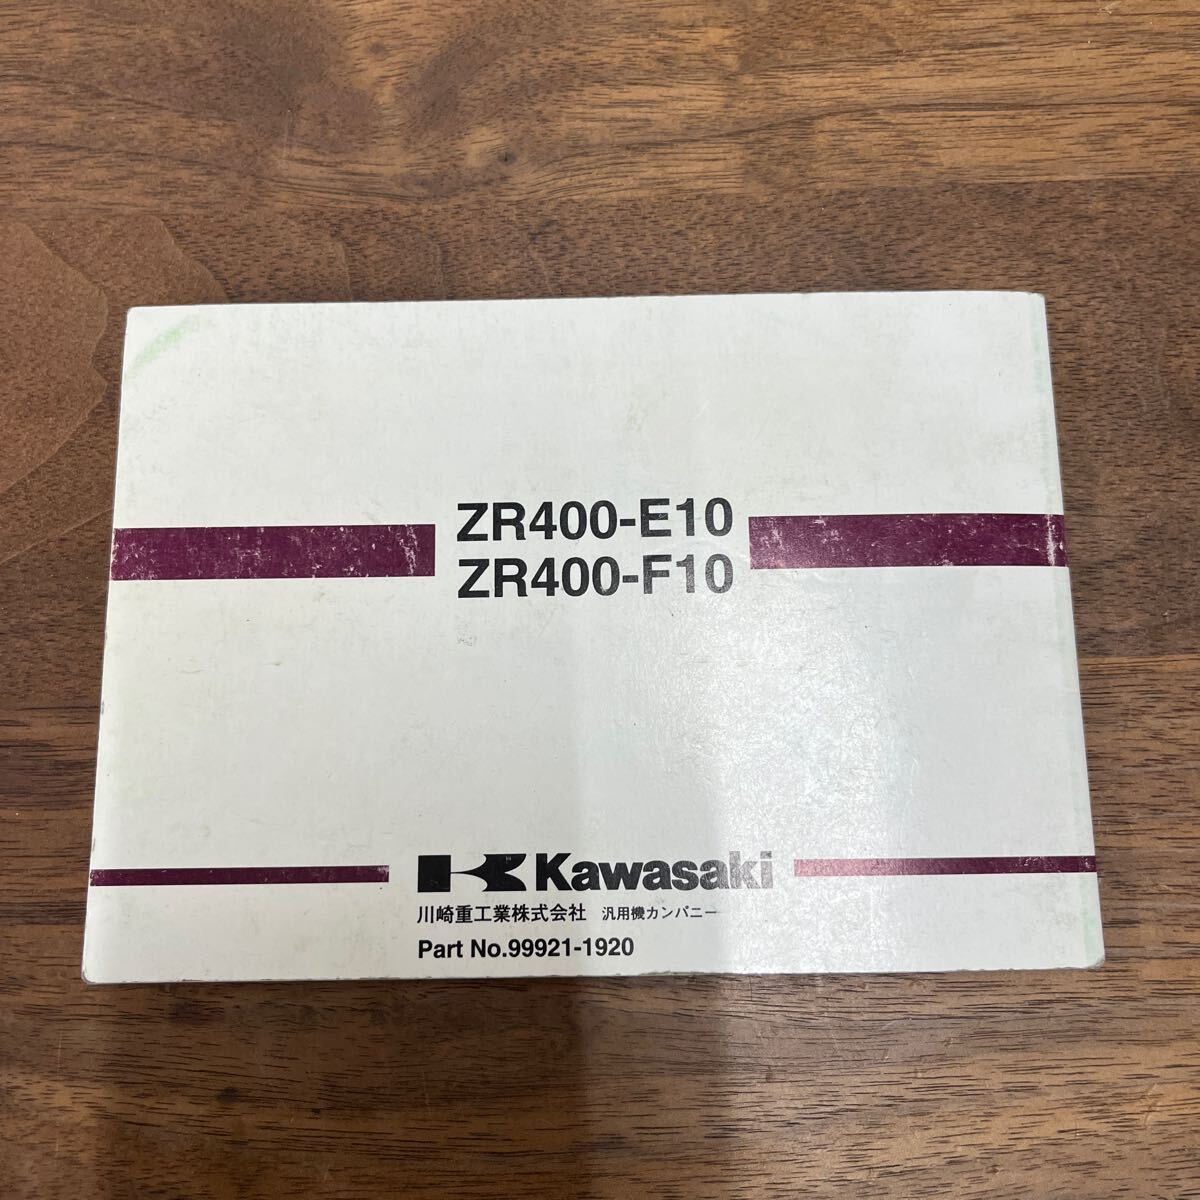 ZR400-E10
ZR400-F10
Kawasaki
川崎重工業株式会社 汎用機カンパニー
Part No.99921-1920